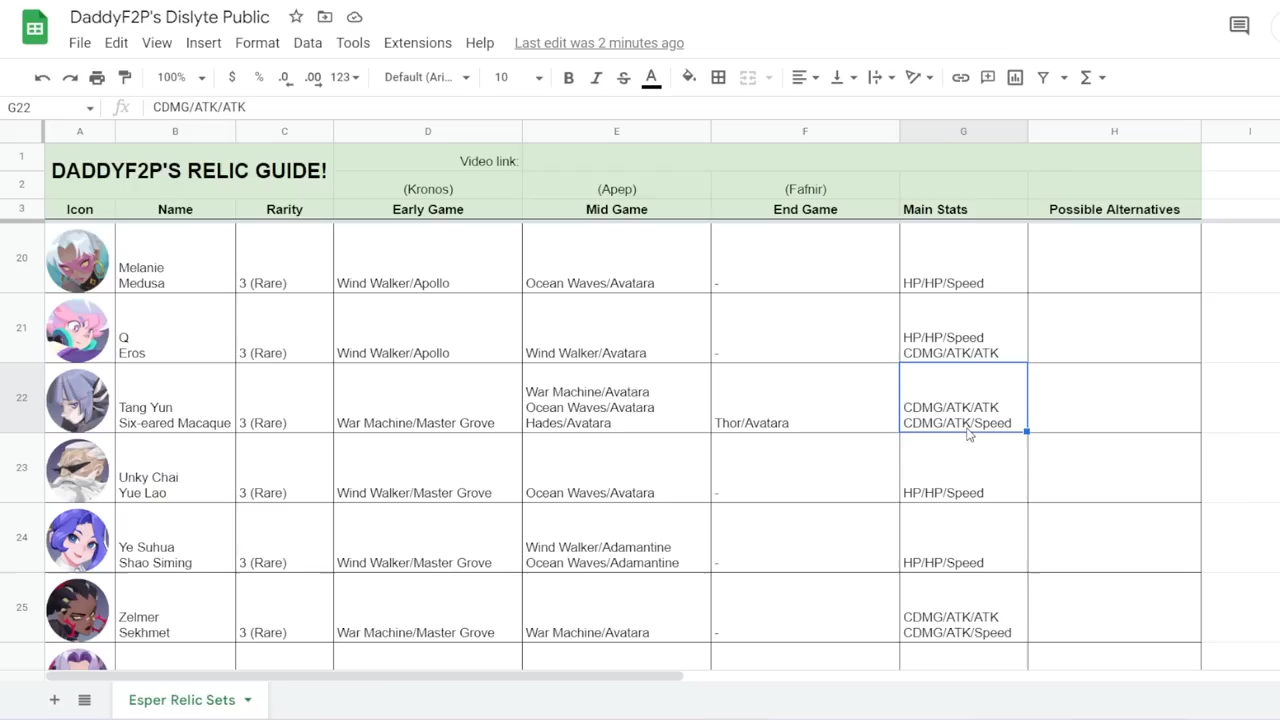 DaddyF2P's Dislyte Public
File Edit View Insert Format Data Tools Extensions Help Last edit was 2 minutes ago
100% $ % .0 .00 123 Default (Ari... 10 B I S A
G22 fx CDMG/ATK/ATK
A B C D E F G H I
1 DADDYF2P'S RELIC GUIDE! Video link:
2 (Kronos) (Apep) (Fafnir)
3 Icon Name Rarity Early Game Mid Game End Game Main Stats Possible Alternatives
20 Melanie
Medusa 3 (Rare) Wind Walker/Apollo Ocean Waves/Avatara - HP/HP/Speed
21 Q HP/HP/Speed
Eros 3 (Rare) Wind Walker/Apollo Wind Walker/Avatara - CDMG/ATK/ATK
22 War Machine/Avatara
Tang Yun Ocean Waves/Avatara CDMG/ATK/ATK
Six-eared Macaque 3 (Rare) War Machine/Master Grove Hades/Avatara Thor/Avatara CDMG/ATK/Speed
23 Unky Chai
Yue Lao 3 (Rare) Wind Walker/Master Grove Ocean Waves/Avatara - HP/HP/Speed
24 Ye Suhua Wind Walker/Adamantine
Shao Siming 3 (Rare) Wind Walker/Master Grove Ocean Waves/Adamantine - HP/HP/Speed
25 Zelmer CDMG/ATK/ATK
Sekhmet 3 (Rare) War Machine/Master Grove War Machine/Avatara - CDMG/ATK/Speed
Esper Relic Sets